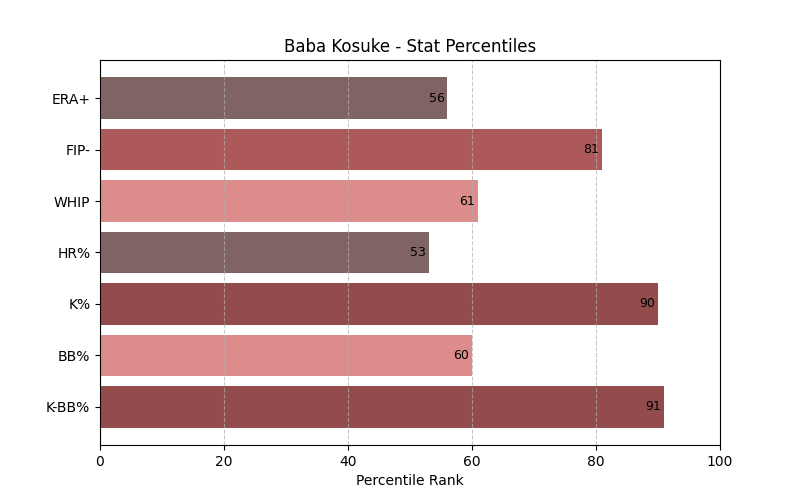 Baba Kosuke - Stat Percentiles
ERA+ 56
FIP- 81
WHIP 61
HR% 53
K% 90
BB% 60
K-BB% 91
0 20 40 60 80 100
Percentile Rank